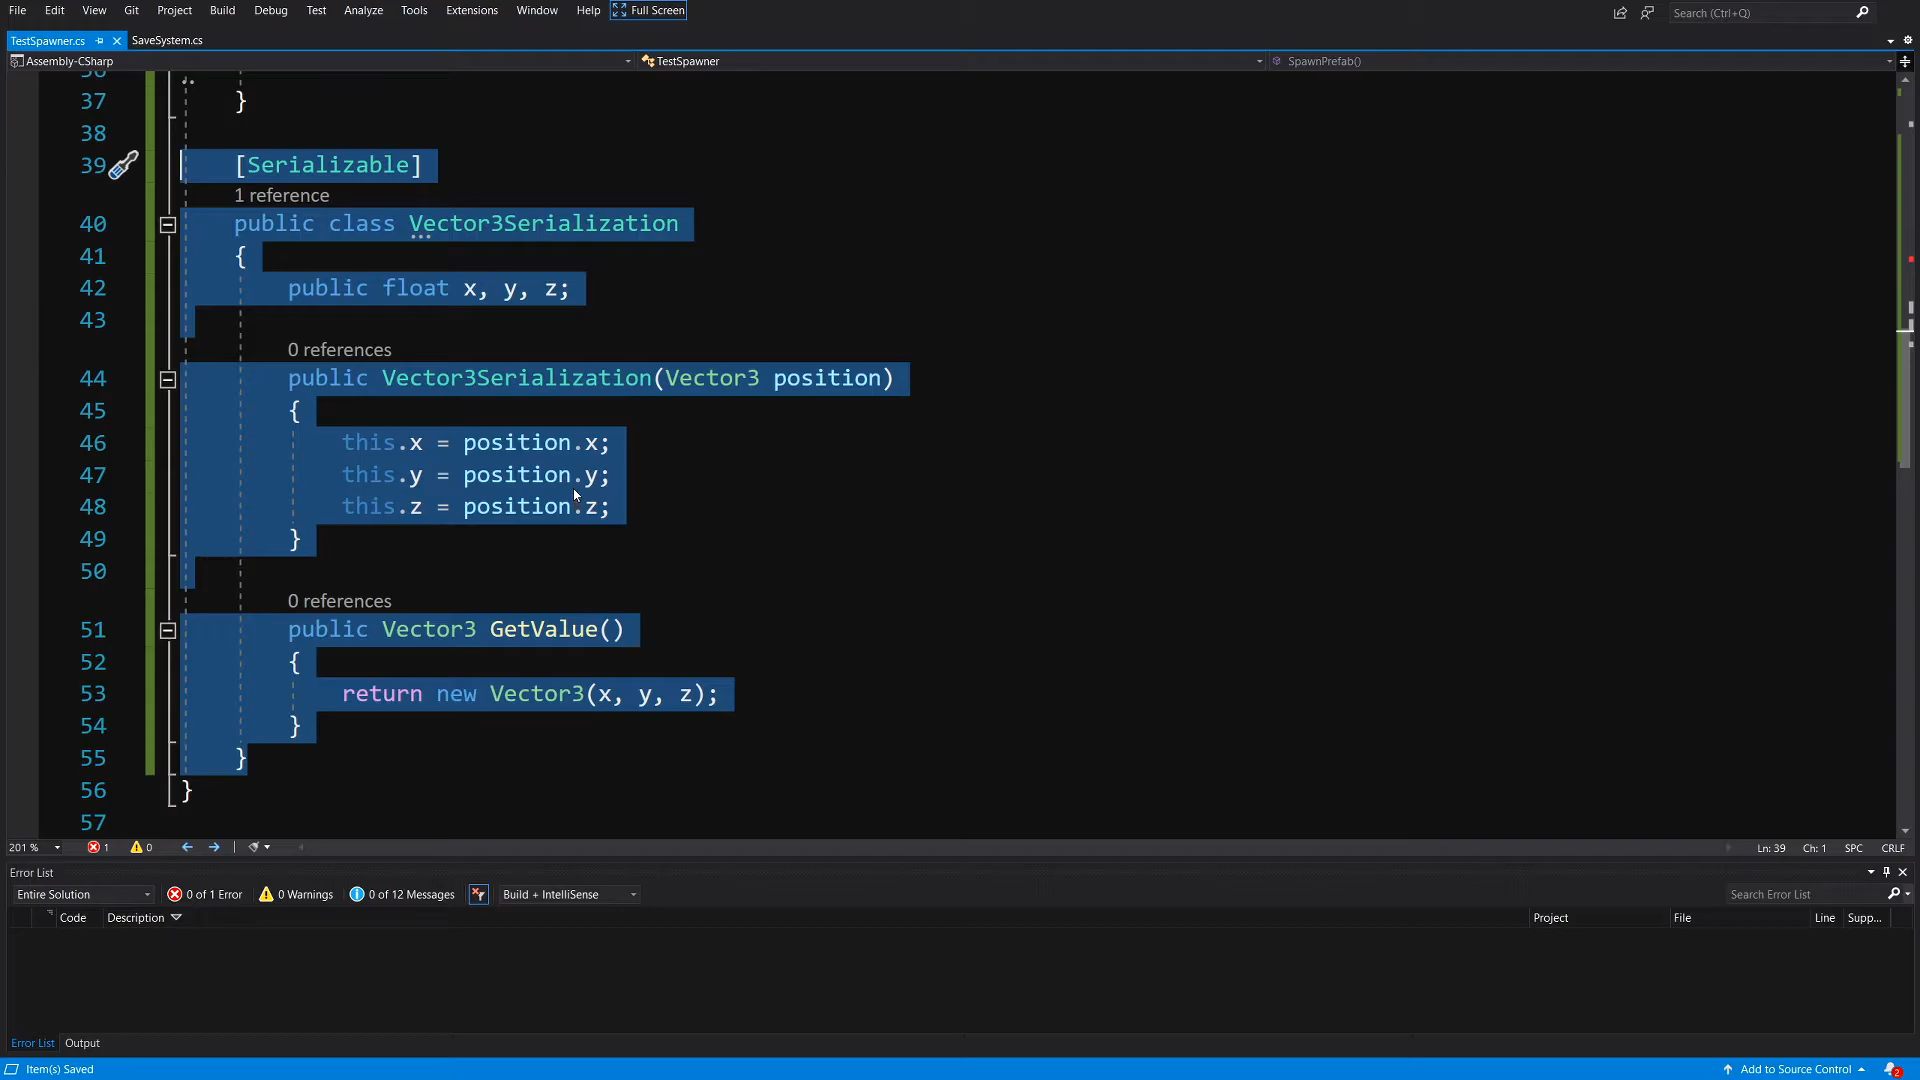 File Edit View Git Project Build Debug Test Analyze Tools Extensions Window Help Full Screen Search (Ctrl+Q)
TestSpawner.cs SaveSystem.cs
Assembly-CSharp TestSpawner SpawnPrefab()
36
37 }
38
39 [Serializable]
1 reference
40 public class Vector3Serialization
41 {
42 public float x, y, z;
43
0 references
44 public Vector3Serialization(Vector3 position)
45 {
46 this.x = position.x;
47 this.y = position.y;
48 this.z = position.z;
49 }
50
0 references
51 public Vector3 GetValue()
52 {
53 return new Vector3(x, y, z);
54 }
55 }
56 }
57
201 % 1 0 Ln: 39 Ch: 1 SPC CRLF
Error List
Entire Solution 0 of 1 Error 0 Warnings 0 of 12 Messages Build + IntelliSense Search Error List
Code Description Project File Line Supp...
Error List Output
Item(s) Saved Add to Source Control 2